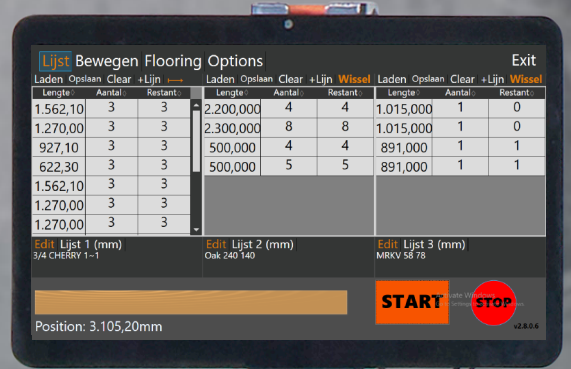 Lijst Bewegen Flooring Options Exit
Laden Opslaan Clear +Lijn Laden Opslaan Clear +Lijn Wissel Laden Opslaan Clear +Lijn Wissel
Lengte Aantal Restant Lengte Aantal Restant Lengte Aantal Restant
1.562,10 3 3 2.200,000 4 4 1.015,000 1 0
1.270,00 3 3 2.300,000 8 8 1.015,000 1 0
927,10 3 3 500,000 4 4 891,000 1 1
622,30 3 3 500,000 5 5 891,000 1 1
1.562,10 3 3
1.270,00 3 3
1.270,00 3 3
Edit Lijst 1 (mm) Edit Lijst 2 (mm) Edit Lijst 3 (mm)
3/4 CHERRY 1~1 Oak 240 140 MRKV 58 78
START STOP
Position: 3.105,20mm
v2.8.0.6